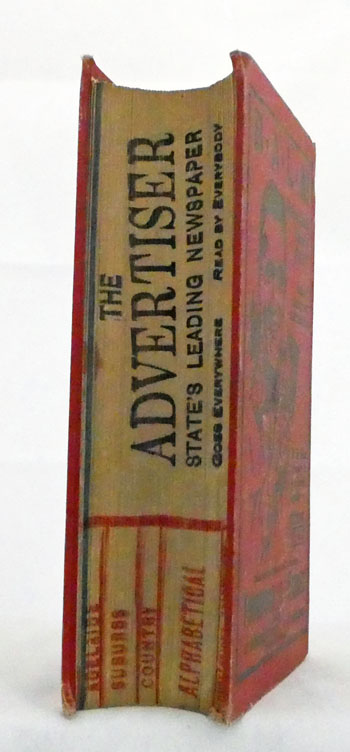 THE
ADVERTISER
STATE'S LEADING NEWSPAPER
GOES EVERYWHERE READ BY EVERYBODY
ADELAIDE
SUBURBS
COUNTRY
ALPHABETICAL